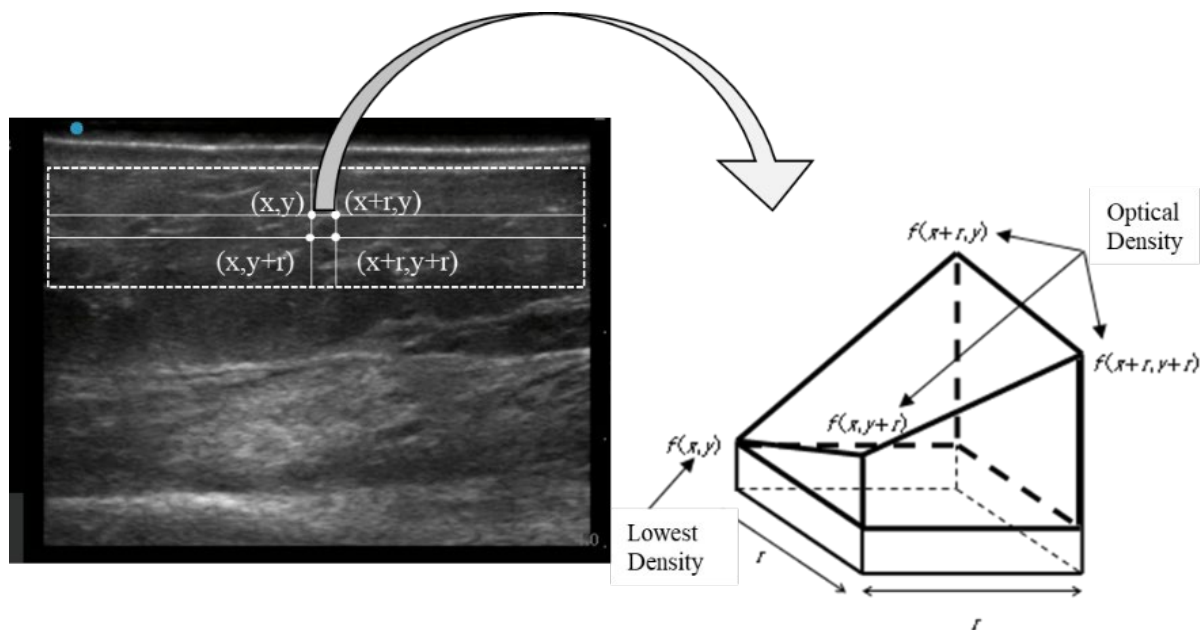 (x,y)
(x+r,y)
(x,y+r)
(x+r,y+r)
Optical
Density
f(x+r,y)
f(x+r,y+r)
f(x,y+r)
f(x,y)
Lowest
Density
r
r